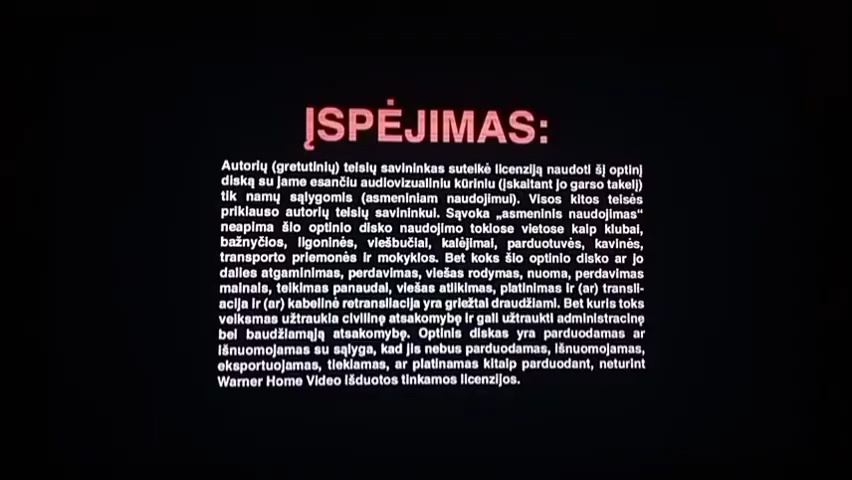 ĮSPĖJIMAS:
Autorių (gretutinių) teisių savininkas suteikė licenziją naudoti šį optinį
diską su jame esančiu audiovizualiniu kūriniu (įskaitant jo garso takelį)
tik namų sąlygomis (asmeniniam naudojimui). Visos kitos teisės
priklauso autorių teisių savininkui. Sąvoka „asmeninis naudojimas“
neapima šio optinio disko naudojimo tokiose vietose kaip klubai,
bažnyčios, ligoninės, viešbučiai, kalėjimai, parduotuvės, kavinės,
transporto priemonės ir mokyklos. Bet koks šio optinio disko ar jo
dalies atgaminimas, perdavimas, viešas rodymas, nuoma, perdavimas
mainais, teikimas panaudai, viešas atlikimas, platinimas ir (ar) transli-
acija ir (ar) kabelinė retransliacija yra griežtai draudžiami. Bet kuris toks
veiksmas užtraukia civilinę atsakomybę ir gali užtraukti administracinę
bei baudžiamąją atsakomybę. Optinis diskas yra parduodamas ar
išnuomojamas su sąlyga, kad jis nebus parduodamas, išnuomojamas,
eksportuojamas, tiekiamas, ar platinamas kitaip parduodant, neturint
Warner Home Video išduotos tinkamos licenzijos.